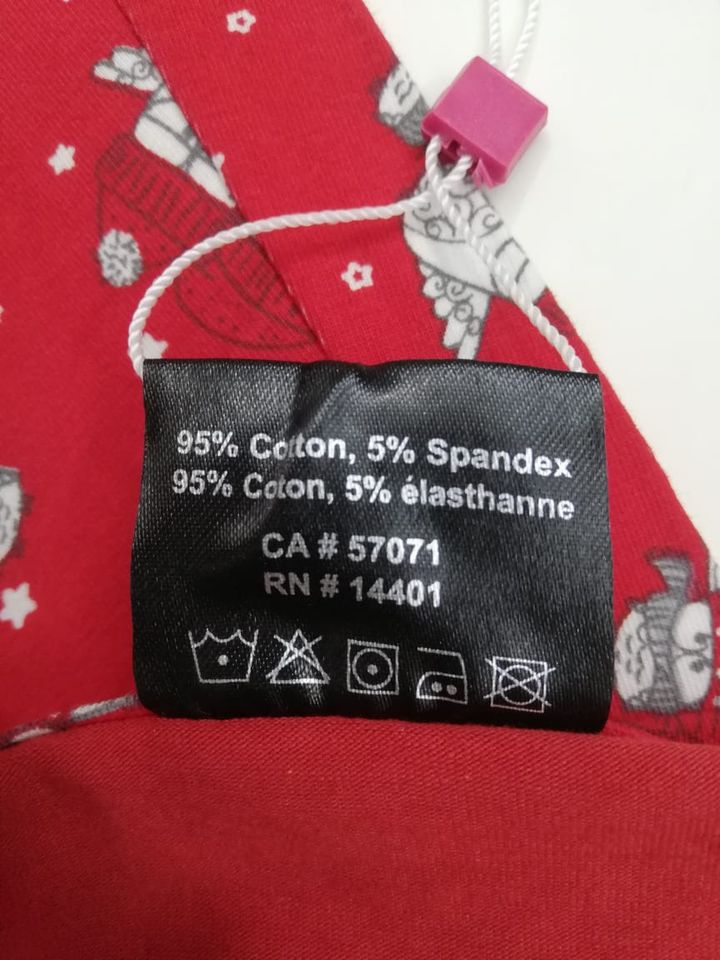 95% Cotton, 5% Spandex
95% Coton, 5% élasthanne
CA # 57071
RN # 14401